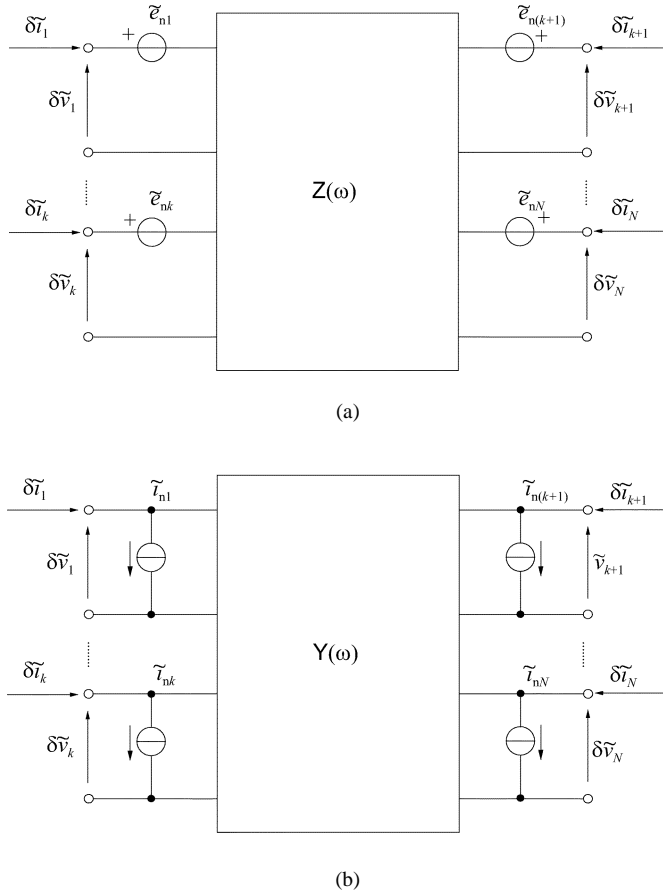 δĩ₁ + ẽₙ₁ ẽₙ₍ₖ₊₁₎ + δĩₖ₊₁
δṽ₁ δṽₖ₊₁
Z(ω)
δĩₖ + ẽₙₖ ẽₙN + δĩN
δṽₖ δṽN
(a)
δĩ₁ ĩₙ₁ ĩₙ₍ₖ₊₁₎ δĩₖ₊₁
δṽ₁ ṽₖ₊₁
Y(ω)
δĩₖ ĩₙₖ ĩₙN δĩN
δṽₖ δṽN
(b)